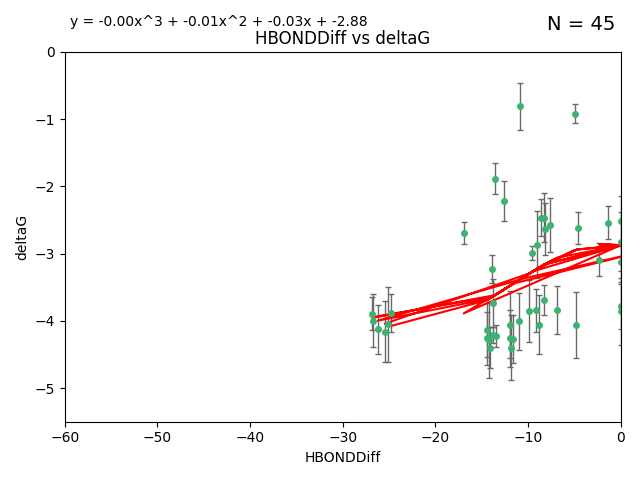 y = -0.00x^3 + -0.01x^2 + -0.03x + -2.88
N = 45
HBONDDiff vs deltaG
0
−1
−2
−3
−4
−5
deltaG
−60 −50 −40 −30 −20 −10 0
HBONDDiff